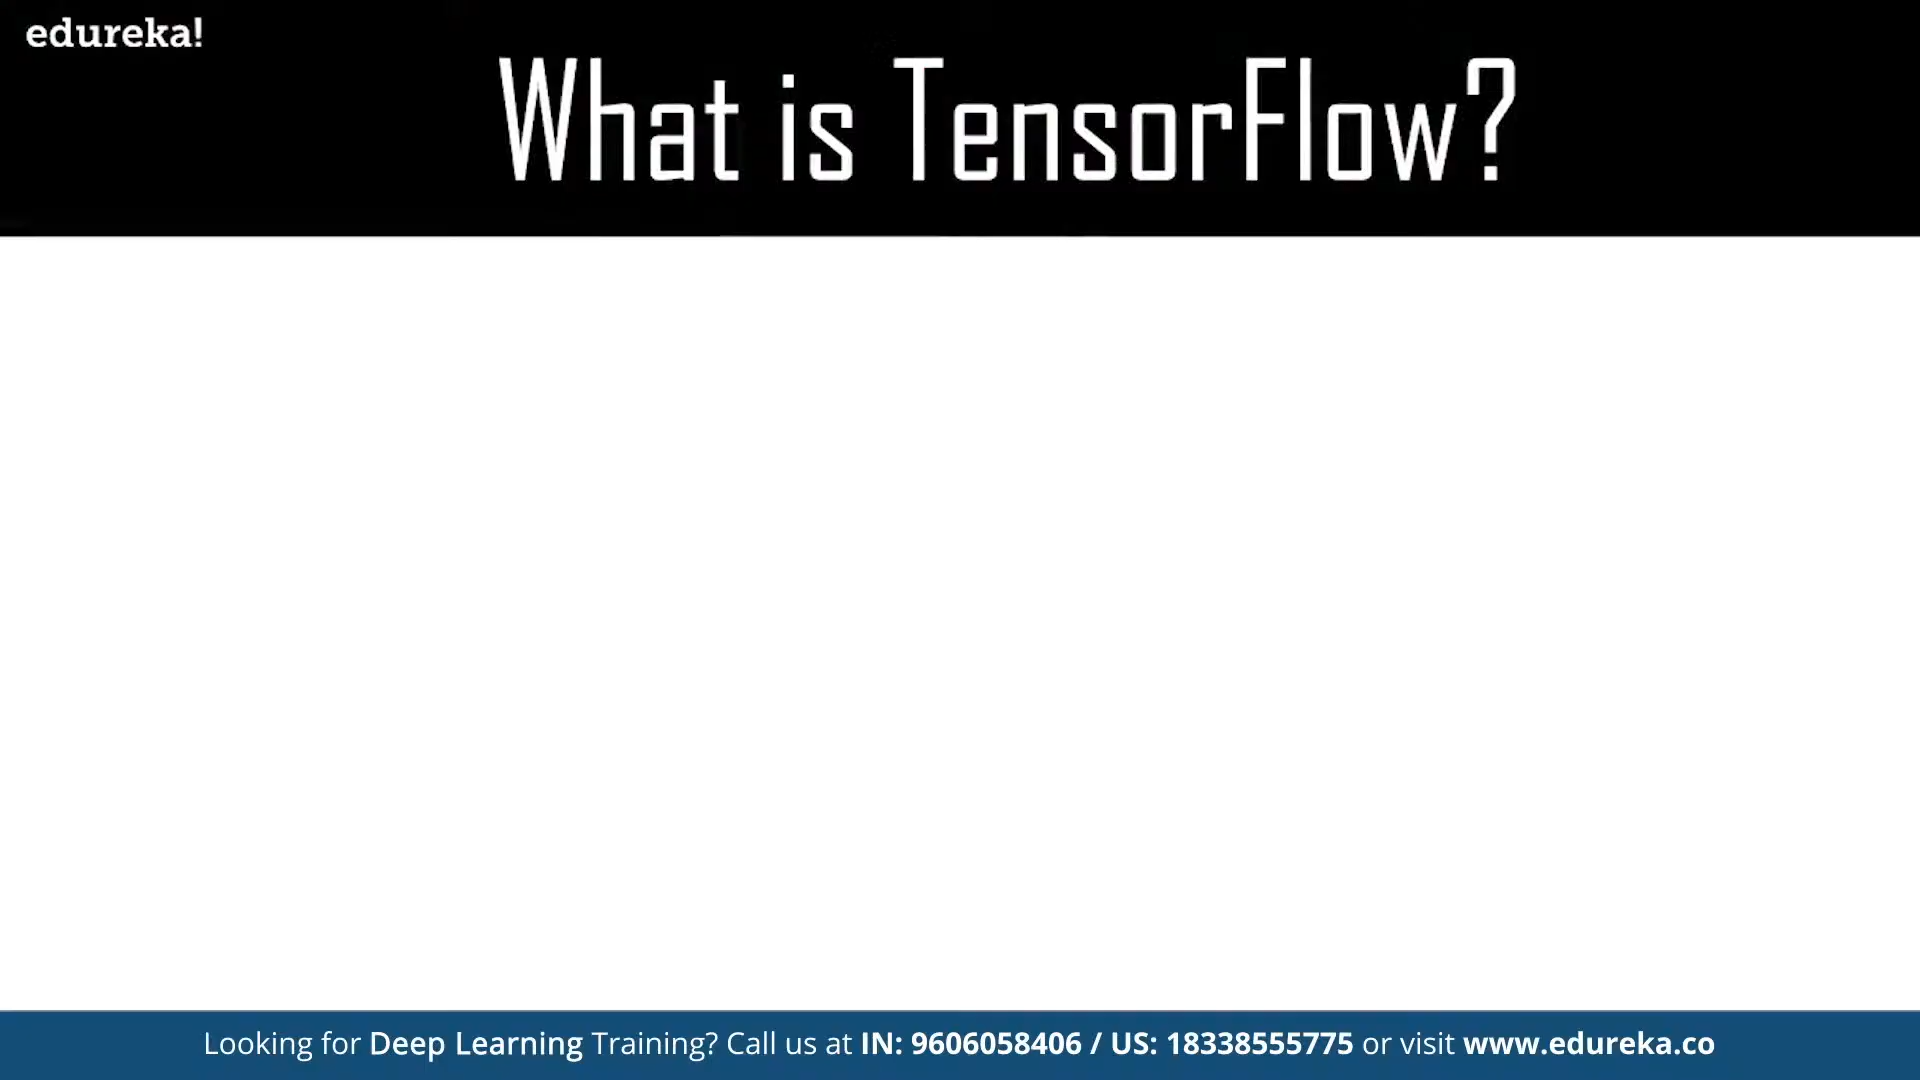 edureka!
What is TensorFlow?
Looking for Deep Learning Training? Call us at IN: 9606058406 / US: 18338555775 or visit www.edureka.co